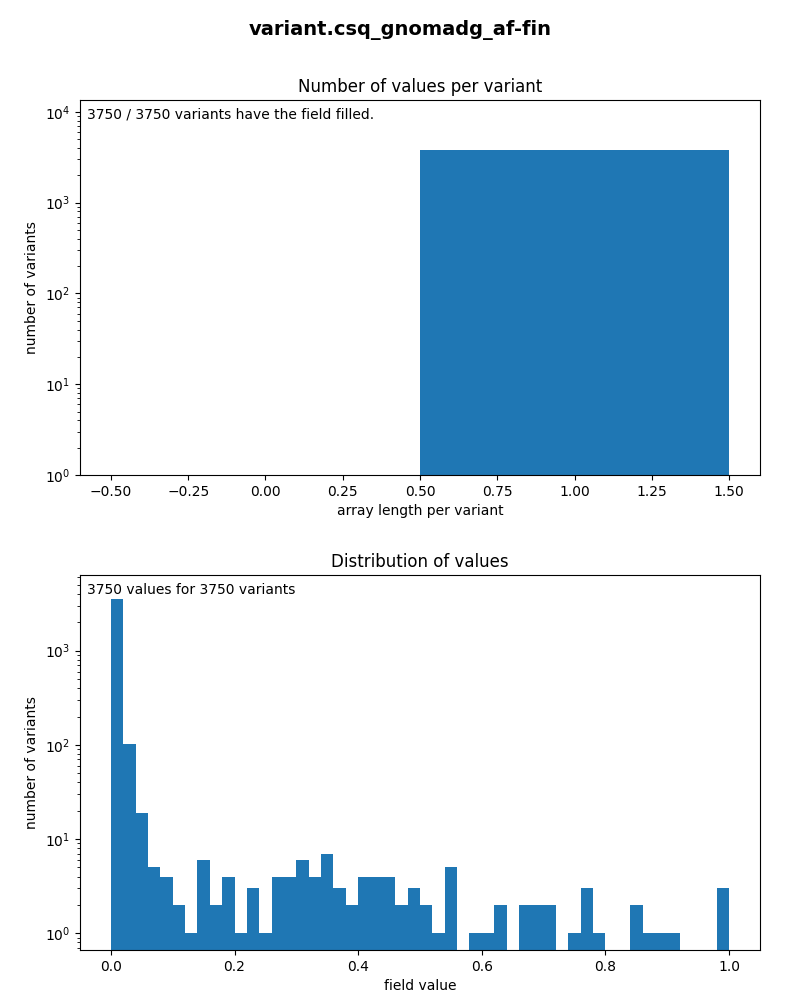 variant.csq_gnomadg_af-fin
Number of values per variant
3750 / 3750 variants have the field filled.
number of variants
10⁴
10³
10²
10¹
10⁰
−0.50 −0.25 0.00 0.25 0.50 0.75 1.00 1.25 1.50
array length per variant
Distribution of values
3750 values for 3750 variants
number of variants
10³
10²
10¹
10⁰
0.0 0.2 0.4 0.6 0.8 1.0
field value